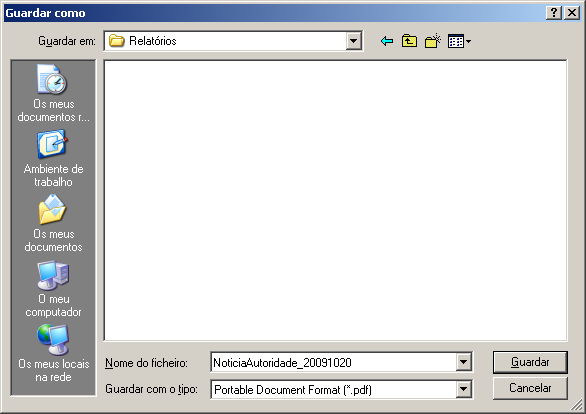 Guardar como
Guardar em:
Relatórios
Os meus
documentos r...
Ambiente de
trabalho
Os meus
documentos
O meu
computador
Os meus locais
na rede
Nome do ficheiro:
NoticiaAutoridade_20091020
Guardar
Guardar com o tipo:
Portable Document Format (*.pdf)
Cancelar